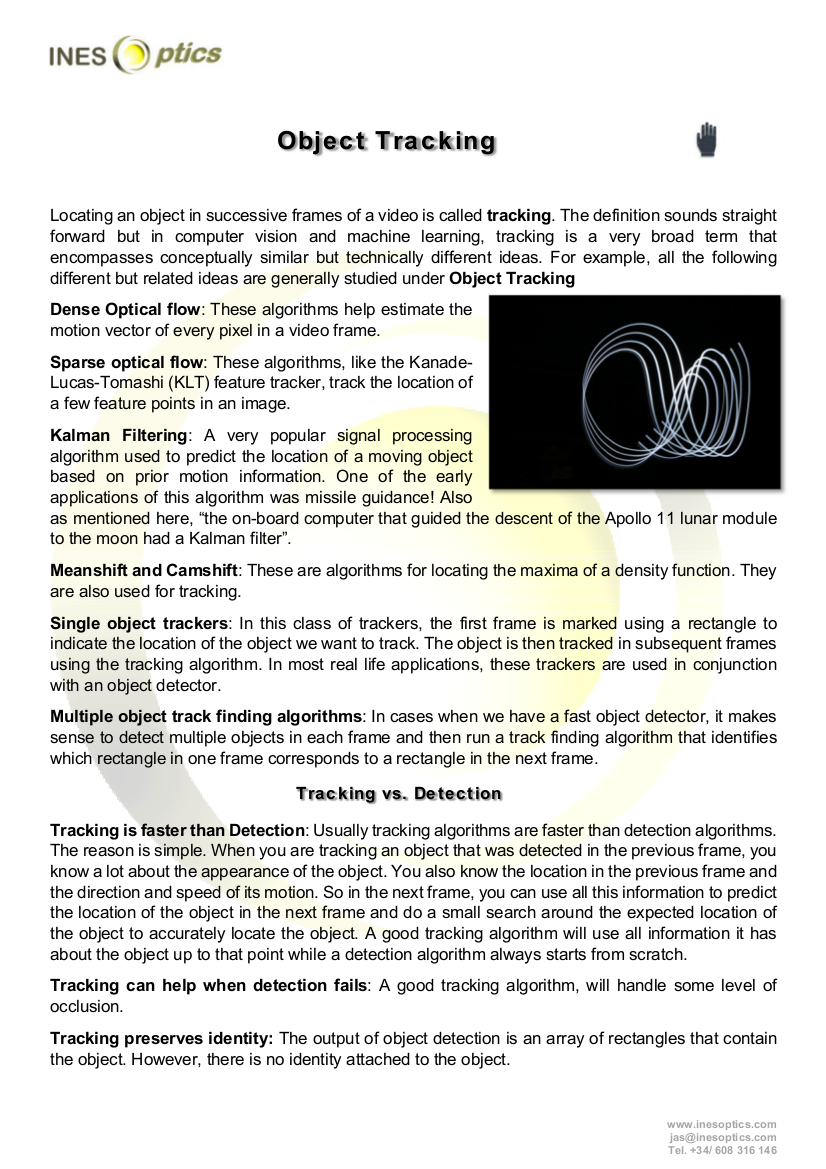 INES Optics
Object Tracking
Locating an object in successive frames of a video is called tracking. The definition sounds straight
forward but in computer vision and machine learning, tracking is a very broad term that
encompasses conceptually similar but technically different ideas. For example, all the following
different but related ideas are generally studied under Object Tracking
Dense Optical flow: These algorithms help estimate the
motion vector of every pixel in a video frame.
Sparse optical flow: These algorithms, like the Kanade-
Lucas-Tomashi (KLT) feature tracker, track the location of
a few feature points in an image.
Kalman Filtering: A very popular signal processing
algorithm used to predict the location of a moving object
based on prior motion information. One of the early
applications of this algorithm was missile guidance! Also
as mentioned here, “the on-board computer that guided the descent of the Apollo 11 lunar module
to the moon had a Kalman filter”.
Meanshift and Camshift: These are algorithms for locating the maxima of a density function. They
are also used for tracking.
Single object trackers: In this class of trackers, the first frame is marked using a rectangle to
indicate the location of the object we want to track. The object is then tracked in subsequent frames
using the tracking algorithm. In most real life applications, these trackers are used in conjunction
with an object detector.
Multiple object track finding algorithms: In cases when we have a fast object detector, it makes
sense to detect multiple objects in each frame and then run a track finding algorithm that identifies
which rectangle in one frame corresponds to a rectangle in the next frame.
Tracking vs. Detection
Tracking is faster than Detection: Usually tracking algorithms are faster than detection algorithms.
The reason is simple. When you are tracking an object that was detected in the previous frame, you
know a lot about the appearance of the object. You also know the location in the previous frame and
the direction and speed of its motion. So in the next frame, you can use all this information to predict
the location of the object in the next frame and do a small search around the expected location of
the object to accurately locate the object. A good tracking algorithm will use all information it has
about the object up to that point while a detection algorithm always starts from scratch.
Tracking can help when detection fails: A good tracking algorithm, will handle some level of
occlusion.
Tracking preserves identity: The output of object detection is an array of rectangles that contain
the object. However, there is no identity attached to the object.
www.inesoptics.com
jas@inesoptics.com
Tel. +34/ 608 316 146